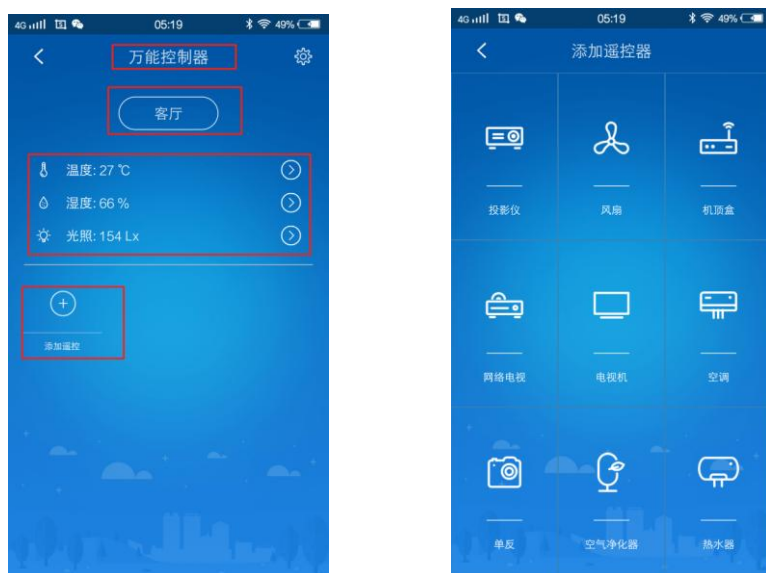 4G 05:19 49%
万能控制器
客厅
温度: 27 ℃
湿度: 66 %
光照: 154 Lx
添加遥控
4G 05:19 49%
添加遥控器
投影仪 风扇 机顶盒
网络电视 电视机 空调
单反 空气净化器 热水器